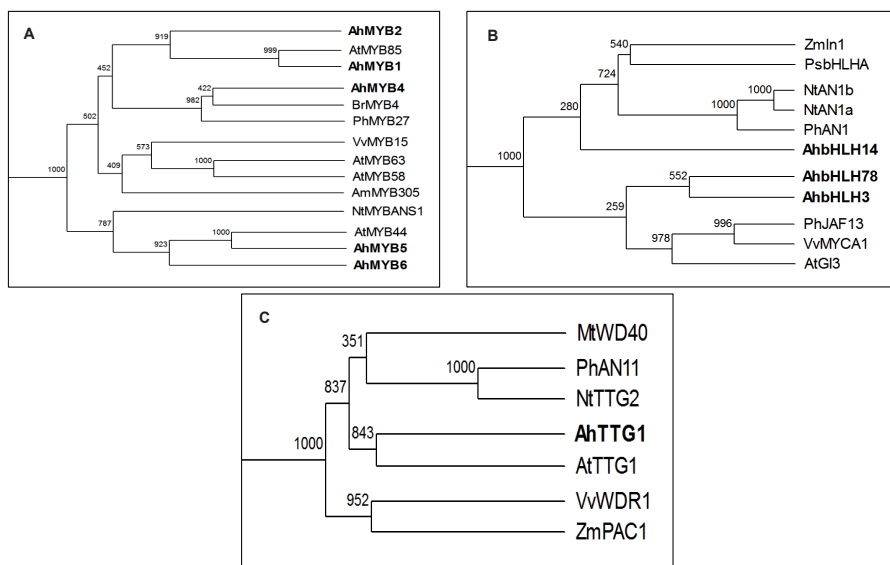 A
AhMYB2
919
AtMYB85
999
AhMYB1
452
AhMYB4
422
BrMYB4
982
PhMYB27
502
VvMYB15
573
AtMYB63
1000
AtMYB58
409
AmMYB305
1000
NtMYBANS1
787
AtMYB44
1000
AhMYB5
923
AhMYB6
B
ZmIn1
540
PsbHLHA
724
NtAN1b
1000
NtAN1a
1000
PhAN1
280
AhbHLH14
1000
AhbHLH78
552
AhbHLH3
259
PhJAF13
996
VvMYCA1
978
AtGl3
C
MtWD40
351
PhAN11
1000
NtTTG2
837
AhTTG1
843
AtTTG1
1000
VvWDR1
952
ZmPAC1